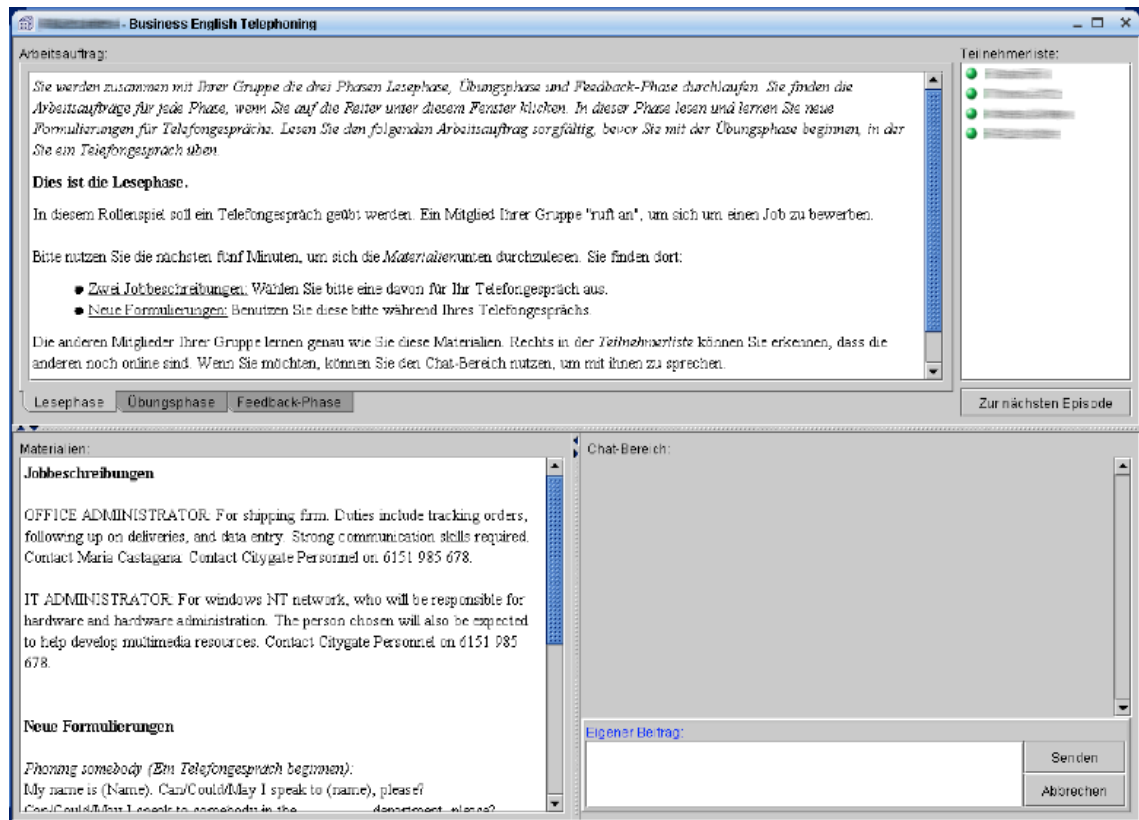 - Business English Telephoning
Arbeitsauftrag:
Sie werden zusammen mit Ihrer Gruppe die drei Phasen Lesephase, Übungsphase und Feedback-Phase durchlaufen. Sie finden die
Arbeitsaufträge für jede Phase, wenn Sie auf die Reiter unter diesem Fenster klicken. In dieser Phase lesen und lernen Sie neue
Formulierungen für Telefongespräche. Lesen Sie den folgenden Arbeitsauftrag sorgfältig, bevor Sie mit der Übungsphase beginnen, in der
Sie ein Telefongespräch üben.
Dies ist die Lesephase.
In diesem Rollenspiel soll ein Telefongespräch geübt werden. Ein Mitglied Ihrer Gruppe "ruft an", um sich um einen Job zu bewerben.
Bitte nutzen Sie die nächsten fünf Minuten, um sich die Materialien unten durchzulesen. Sie finden dort:
● Zwei Jobbeschreibungen: Wählen Sie bitte eine davon für Ihr Telefongespräch aus.
● Neue Formulierungen: Benutzen Sie diese bitte während Ihres Telefongesprächs.
Die anderen Mitglieder Ihrer Gruppe lernen genau wie Sie diese Materialien. Rechts in der Teilnehmerliste können Sie erkennen, dass die
anderen noch online sind. Wenn Sie möchten, können Sie den Chat-Bereich nutzen, um mit ihnen zu sprechen.
Lesephase Übungsphase Feedback-Phase
Teilnehmerliste:
Zur nächsten Episode
Materialien:
Jobbeschreibungen
OFFICE ADMINISTRATOR: For shipping firm. Duties include tracking orders,
following up on deliveries, and data entry. Strong communication skills required.
Contact Maria Castagana. Contact Citygate Personnel on 6151 985 678.
IT ADMINISTRATOR: For windows NT network, who will be responsible for
hardware and hardware administration. The person chosen will also be expected
to help develop multimedia resources. Contact Citygate Personnel on 6151 985
678.
Neue Formulierungen
Phoning somebody (Ein Telefongespräch beginnen):
My name is (Name). Can/Could/May I speak to (name), please?
Can/Could/May I speak to somebody in the ________ department, please?
Chat-Bereich:
Eigener Beitrag:
Senden
Abbrechen